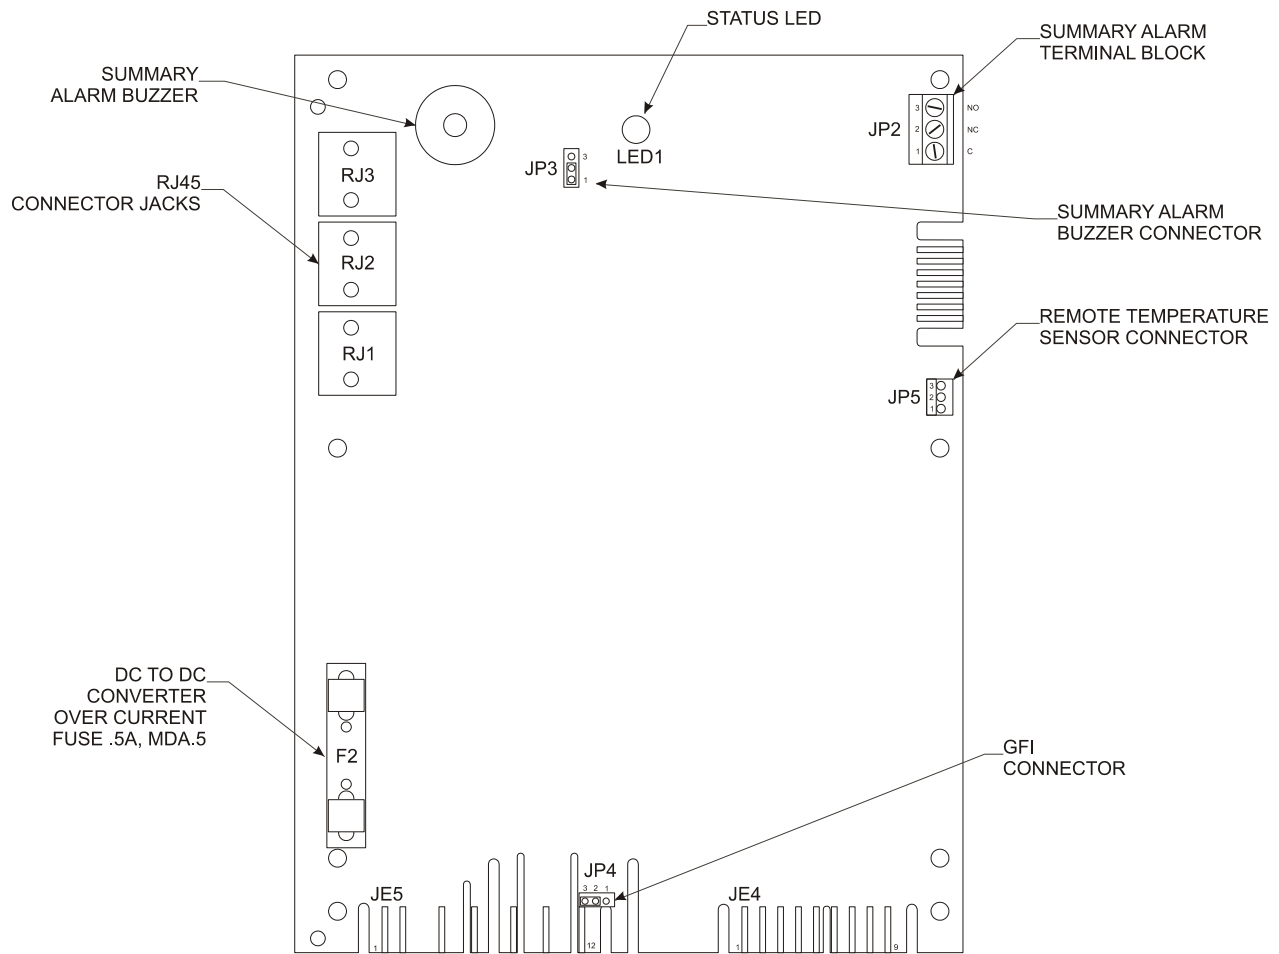 STATUS LED
SUMMARY ALARM
TERMINAL BLOCK
SUMMARY
ALARM BUZZER
3
NO
JP2
2
NC
1
C
LED1
JP3
3
1
RJ3
RJ45
CONNECTOR JACKS
SUMMARY ALARM
BUZZER CONNECTOR
RJ2
REMOTE TEMPERATURE
SENSOR CONNECTOR
RJ1
JP5
3
2
1
DC TO DC
CONVERTER
OVER CURRENT
FUSE .5A, MDA.5
F2
GFI
CONNECTOR
JP4
3 2 1
JE5
JE4
1
12
1
9